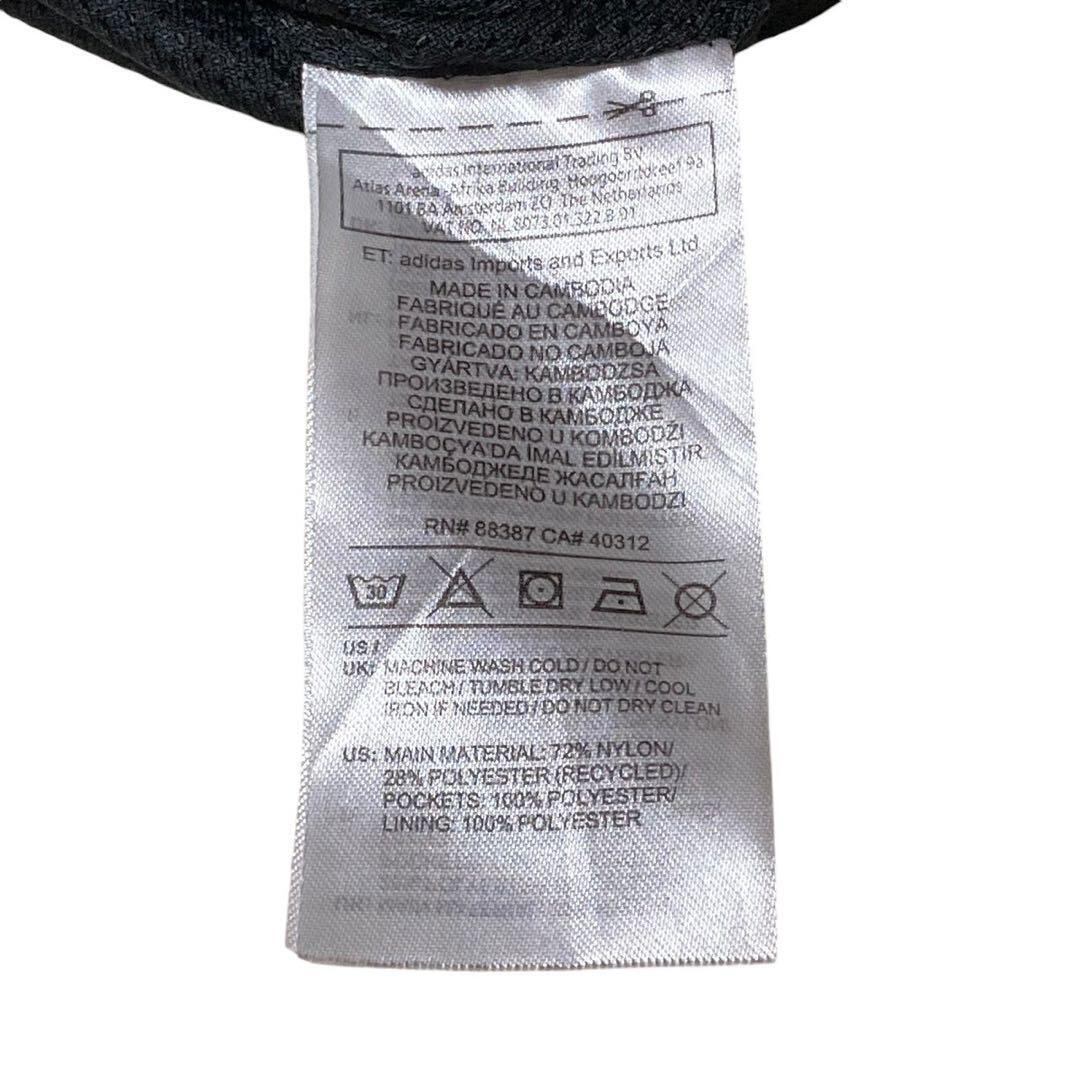 adidas International Trading BV
Atlas Arena -Afrika Building- Hoogoorddreef 9a
1101 BA Amsterdam ZO The Netherlands
VAT NO. NL 8073.01.322.B.01
ET: adidas Imports and Exports Ltd
MADE IN CAMBODIA
FABRIQUÉ AU CAMBODGE
FABRICADO EN CAMBOYA
FABRICADO NO CAMBOJA
GYÁRTVA: KAMBODZSA
ПРОИЗВЕДЕНО В КАМБОДЖА
СДЕЛАНО В КАМБОДЖЕ
PROIZVEDENO U KOMBODŽI
KAMBOÇYA'DA İMAL EDİLMİŞTİR
КАМБОДЖЕДЕ ЖАСАЛҒАН
PROIZVEDENO U KAMBODŽI
RN# 88387 CA# 40312
30
US /
UK: MACHINE WASH COLD / DO NOT
BLEACH / TUMBLE DRY LOW / COOL
IRON IF NEEDED / DO NOT DRY CLEAN
US: MAIN MATERIAL: 72% NYLON/
28% POLYESTER (RECYCLED)/
POCKETS: 100% POLYESTER/
LINING: 100% POLYESTER